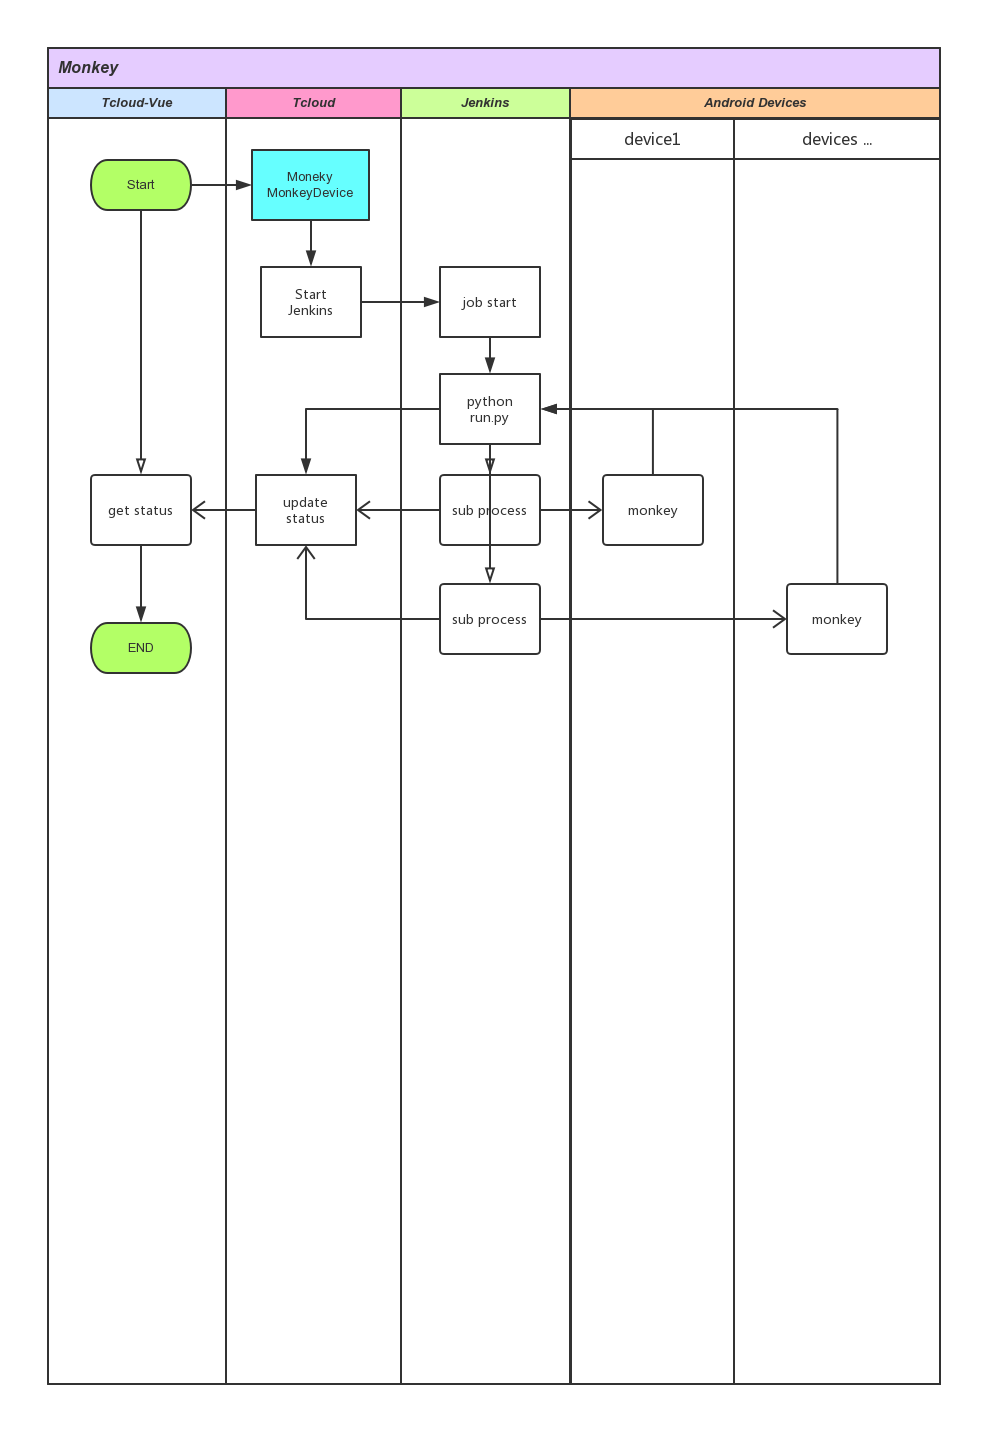 Monkey
Tcloud-Vue
Tcloud
Jenkins
Android Devices
device1
devices ...
Start
Moneky
MonkeyDevice
Start
Jenkins
job start
python
run.py
get status
update
status
sub process
monkey
sub process
monkey
END